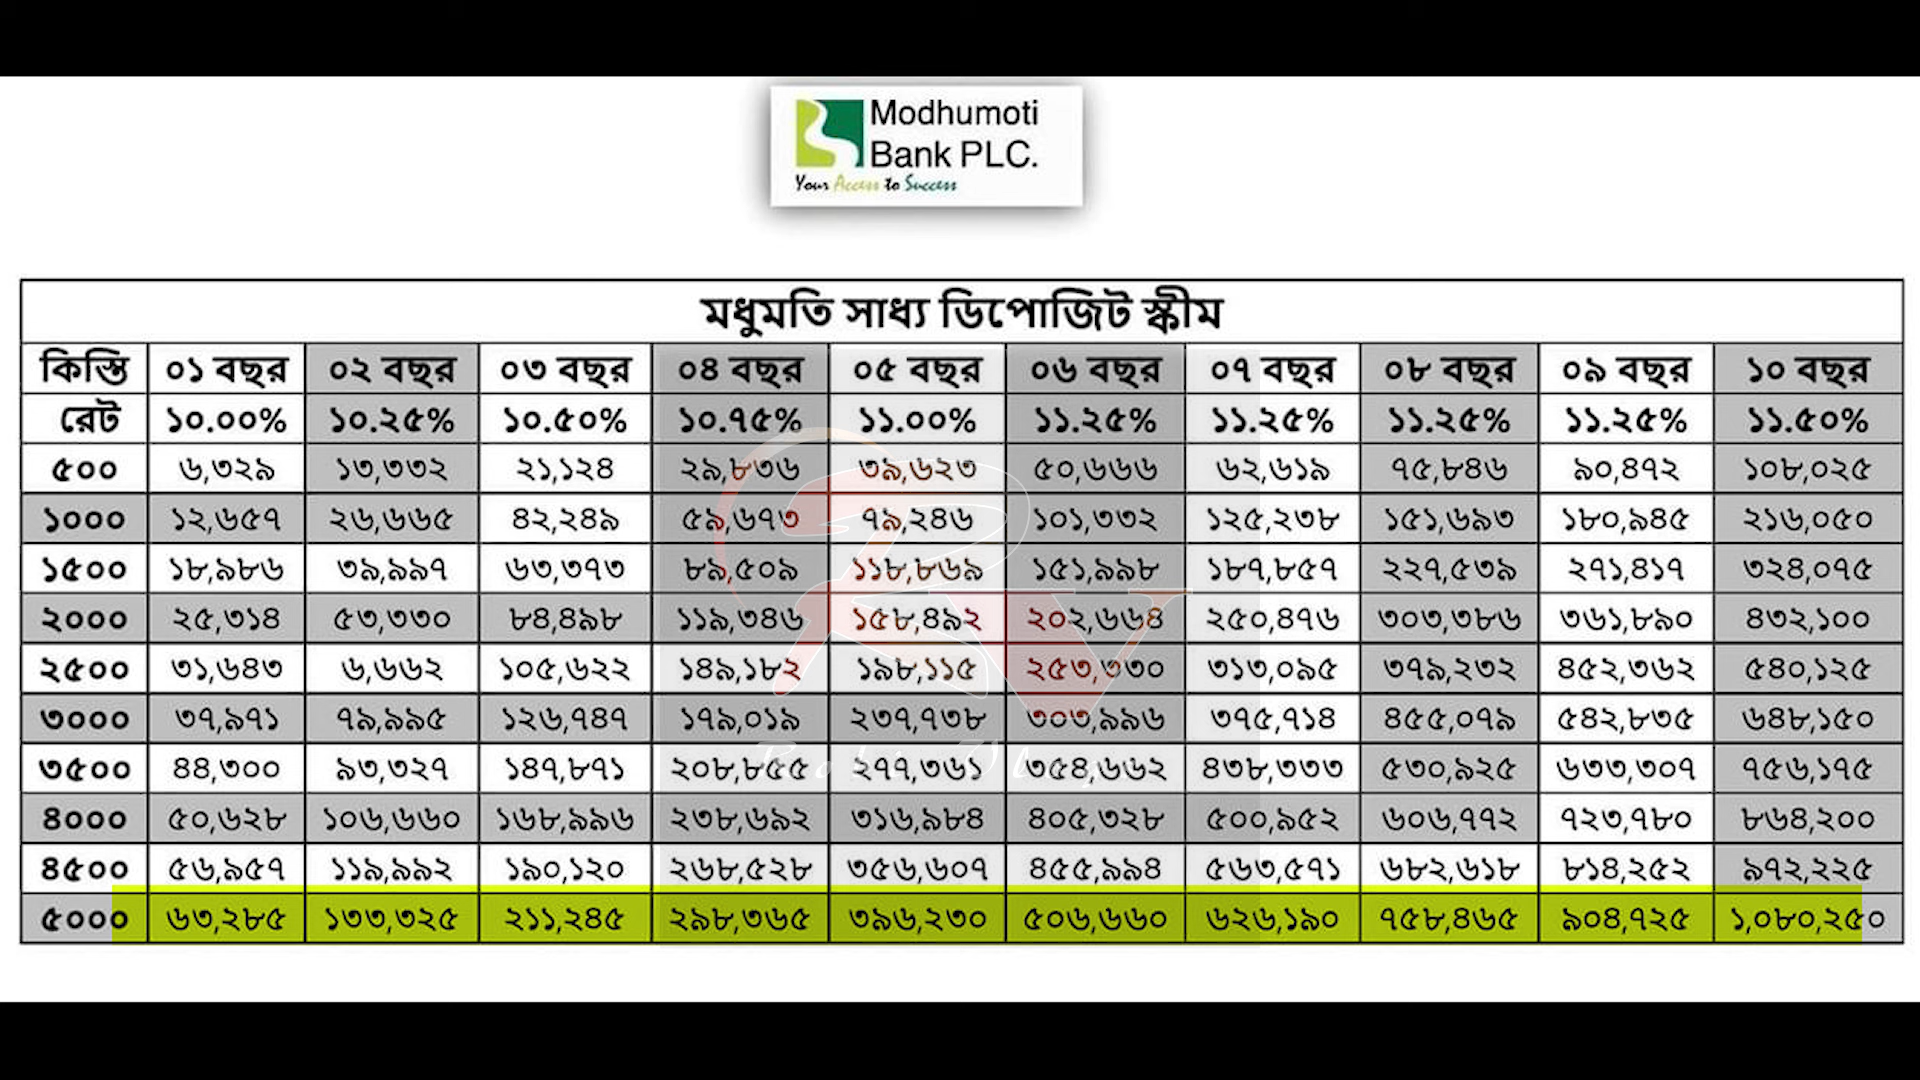 Modhumoti
Bank PLC.
Your Access to Success
মধুমতি সাধ্য ডিপোজিট স্কীম
কিস্তি ০১ বছর ০২ বছর ০৩ বছর ০৪ বছর ০৫ বছর ০৬ বছর ০৭ বছর ০৮ বছর ০৯ বছর ১০ বছর
রেট ১০.০০% ১০.২৫% ১০.৫০% ১০.৭৫% ১১.০০% ১১.২৫% ১১.২৫% ১১.২৫% ১১.২৫% ১১.৫০%
৫০০ ৬,৩২৯ ১৩,৩৩২ ২১,১২৪ ২৯,৮৩৬ ৩৯,৬২৩ ৫০,৬৬৬ ৬২,৬১৯ ৭৫,৮৪৬ ৯০,৪৭২ ১০৮,০২৫
১০০০ ১২,৬৫৭ ২৬,৬৬৫ ৪২,২৪৯ ৫৯,৬৭৩ ৭৯,২৪৬ ১০১,৩৩২ ১২৫,২৩৮ ১৫১,৬৯৩ ১৮০,৯৪৫ ২১৬,০৫০
১৫০০ ১৮,৯৮৬ ৩৯,৯৯৭ ৬৩,৩৭৩ ৮৯,৫০৯ ১১৮,৮৬৯ ১৫১,৯৯৮ ১৮৭,৮৫৭ ২২৭,৫৩৯ ২৭১,৪১৭ ৩২৪,০৭৫
২০০০ ২৫,৩১৪ ৫৩,৩৩০ ৮৪,৪৯৮ ১১৯,৩৪৬ ১৫৮,৪৯২ ২০২,৬৬৪ ২৫০,৪৭৬ ৩০৩,৩৮৬ ৩৬১,৮৯০ ৪৩২,১০০
২৫০০ ৩১,৬৪৩ ৬,৬৬২ ১০৫,৬২২ ১৪৯,১৮২ ১৯৮,১১৫ ২৫৩,৩৩০ ৩১৩,০৯৫ ৩৭৯,২৩২ ৪৫২,৩৬২ ৫৪০,১২৫
৩০০০ ৩৭,৯৭১ ৭৯,৯৯৫ ১২৬,৭৪৭ ১৭৯,০১৯ ২৩৭,৭৩৮ ৩০৩,৯৯৬ ৩৭৫,৭১৪ ৪৫৫,০৭৯ ৫৪২,৮৩৫ ৬৪৮,১৫০
৩৫০০ ৪৪,৩০০ ৯৩,৩২৭ ১৪৭,৮৭১ ২০৮,৮৫৫ ২৭৭,৩৬১ ৩৫৪,৬৬২ ৪৩৮,৩৩৩ ৫৩০,৯২৫ ৬৩৩,৩০৭ ৭৫৬,১৭৫
৪০০০ ৫০,৬২৮ ১০৬,৬৬০ ১৬৮,৯৯৬ ২৩৮,৬৯২ ৩১৬,৯৮৪ ৪০৫,৩২৮ ৫০০,৯৫২ ৬০৬,৭৭২ ৭২৩,৭৮০ ৮৬৪,২০০
৪৫০০ ৫৬,৯৫৭ ১১৯,৯৯২ ১৯০,১২০ ২৬৮,৫২৮ ৩৫৬,৬০৭ ৪৫৫,৯৯৪ ৫৬৩,৫৭১ ৬৮২,৬১৮ ৮১৪,২৫২ ৯৭২,২২৫
৫০০০ ৬৩,২৮৫ ১৩৩,৩২৫ ২১১,২৪৫ ২৯৮,৩৬৫ ৩৯৬,২৩০ ৫০৬,৬৬০ ৬২৬,১৯০ ৭৫৮,৪৬৫ ৯০৪,৭২৫ ১,০৮০,২৫০